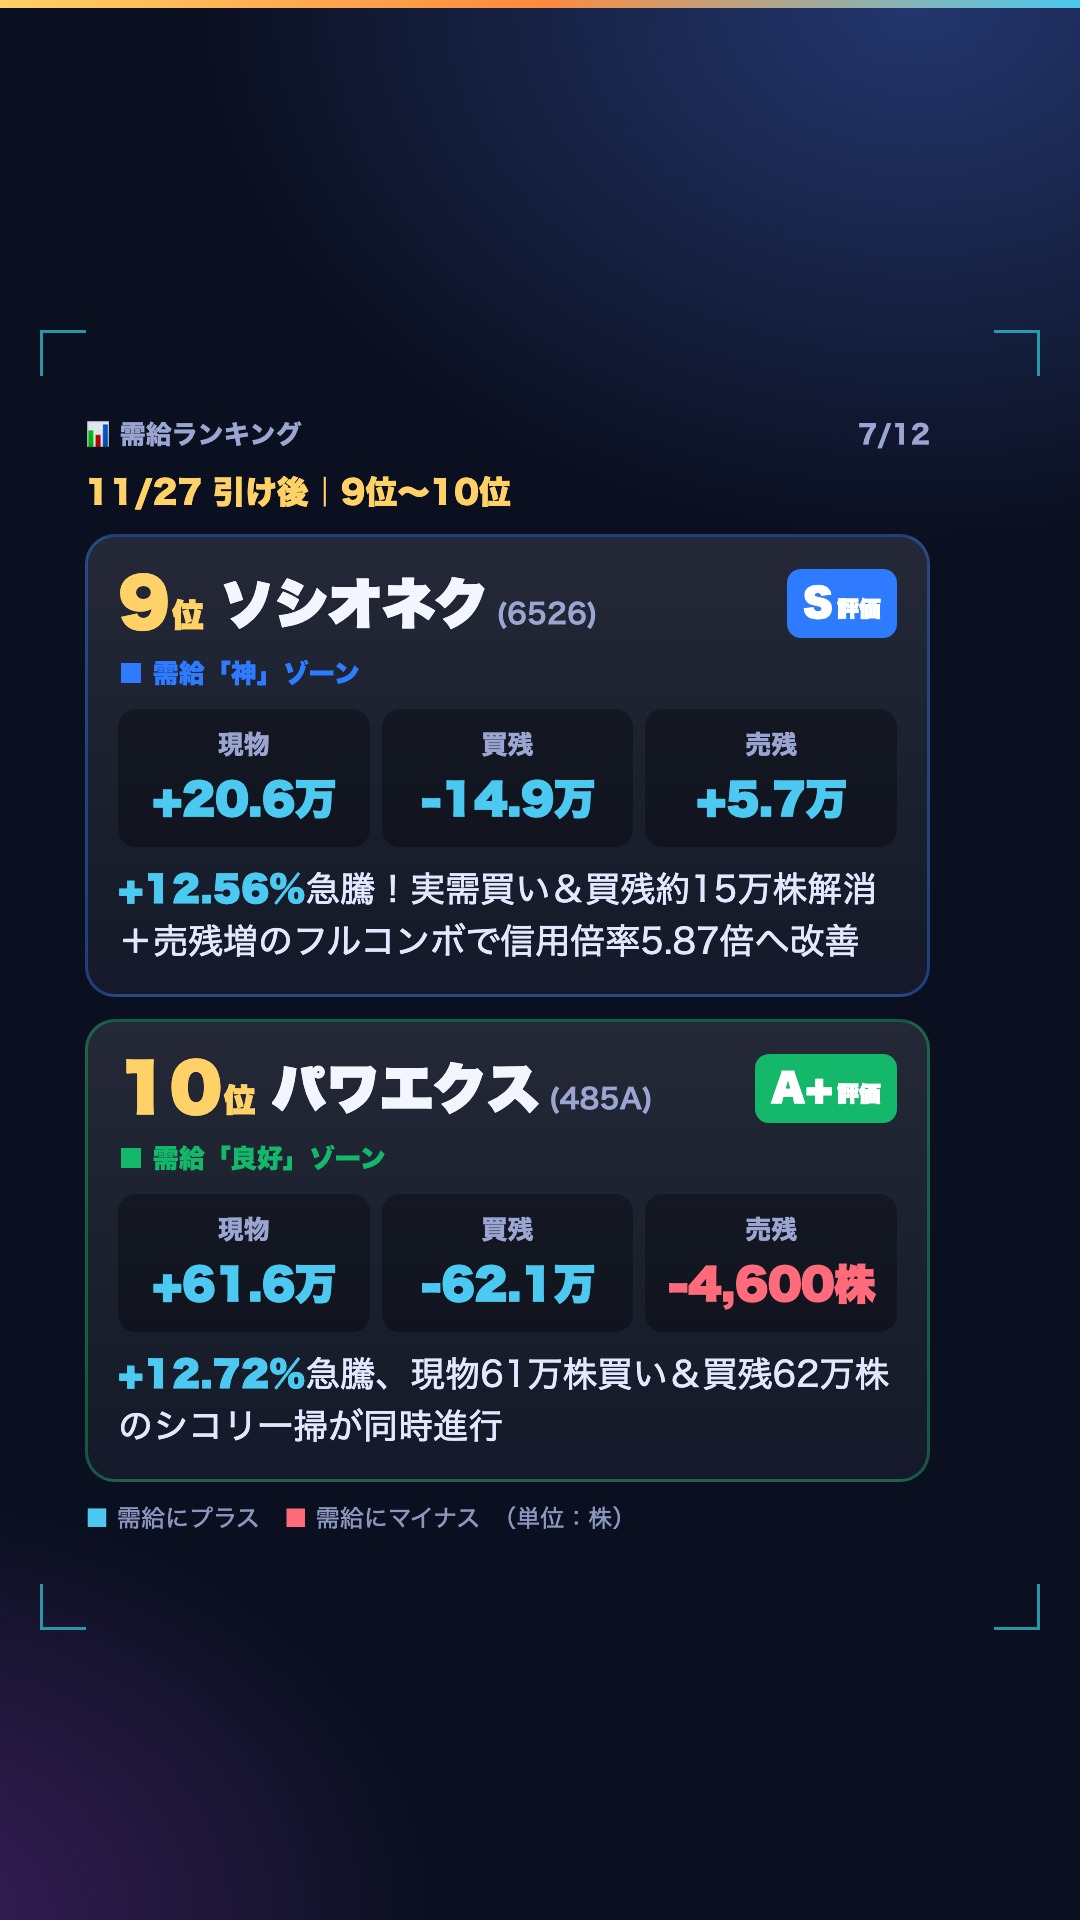 📊 需給ランキング 7/12
11/27 引け後｜9位〜10位
9位 ソシオネク (6526) S評価
■ 需給「神」ゾーン
現物 買残 売残
+20.6万 -14.9万 +5.7万
+12.56%急騰！実需買い＆買残約15万株解消
＋売残増のフルコンボで信用倍率5.87倍へ改善
10位 パワエクス (485A) A+評価
■ 需給「良好」ゾーン
現物 買残 売残
+61.6万 -62.1万 -4,600株
+12.72%急騰、現物61万株買い＆買残62万株
のシコリ一掃が同時進行
■ 需給にプラス ■ 需給にマイナス （単位：株）